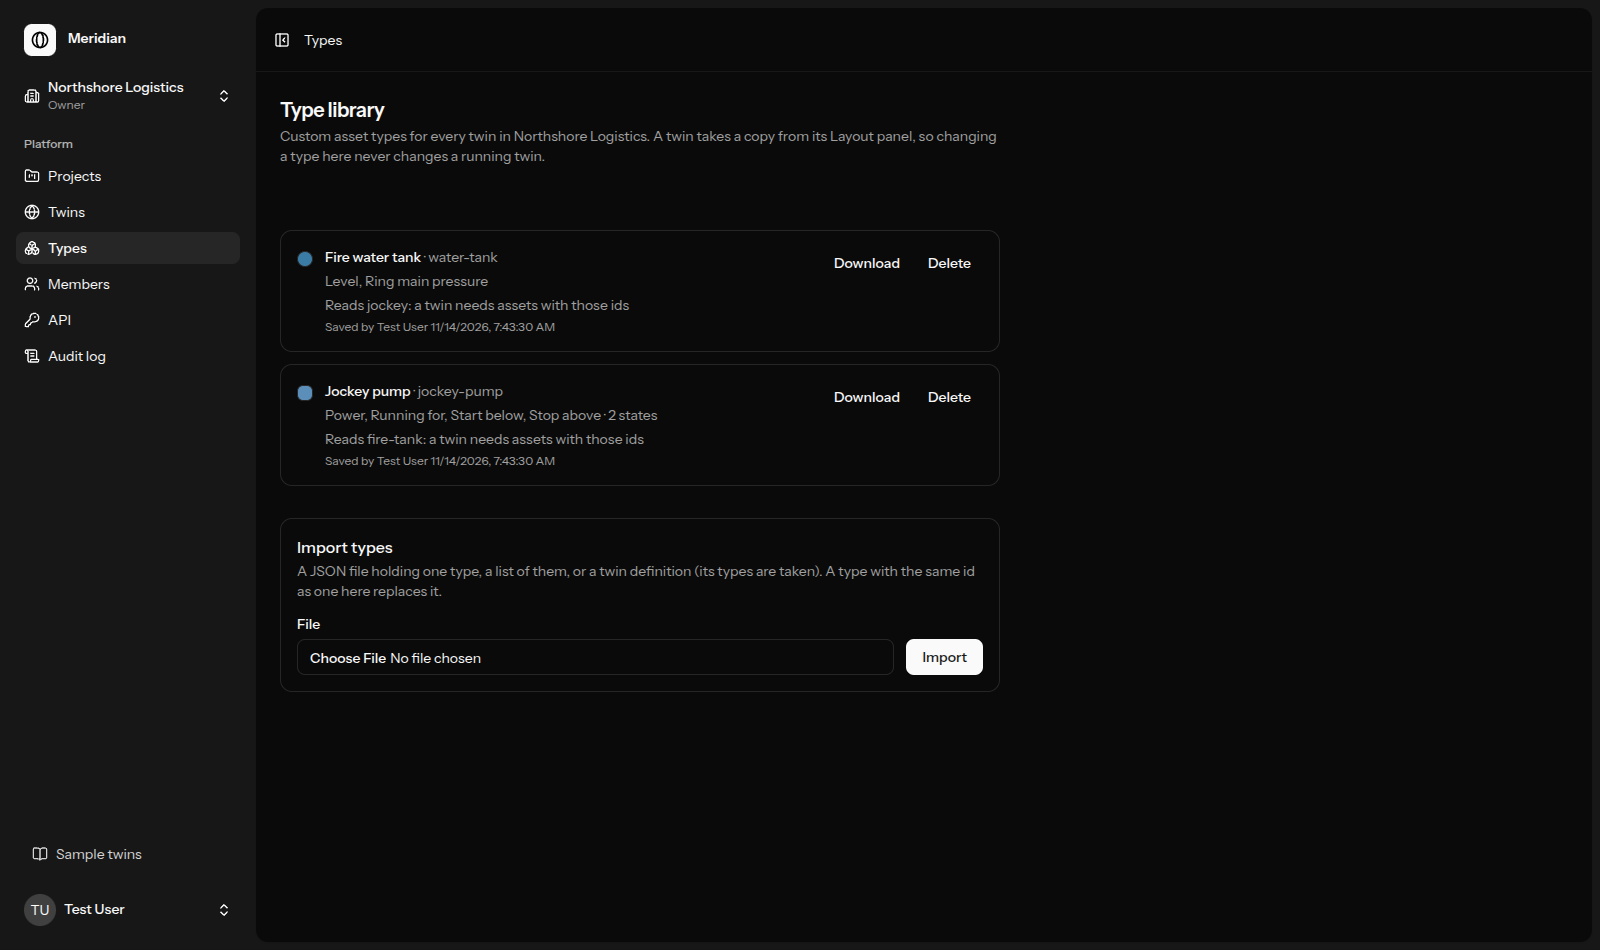 Meridian
Northshore Logistics
Owner
Platform
Projects
Twins
Types
Members
API
Audit log
Sample twins
TU
Test User
Types
Type library
Custom asset types for every twin in Northshore Logistics. A twin takes a copy from its Layout panel, so changing
a type here never changes a running twin.
Fire water tank · water-tank
Download
Delete
Level, Ring main pressure
Reads jockey: a twin needs assets with those ids
Saved by Test User 11/14/2026, 7:43:30 AM
Jockey pump · jockey-pump
Download
Delete
Power, Running for, Start below, Stop above · 2 states
Reads fire-tank: a twin needs assets with those ids
Saved by Test User 11/14/2026, 7:43:30 AM
Import types
A JSON file holding one type, a list of them, or a twin definition (its types are taken). A type with the same id
as one here replaces it.
File
Choose File No file chosen
Import